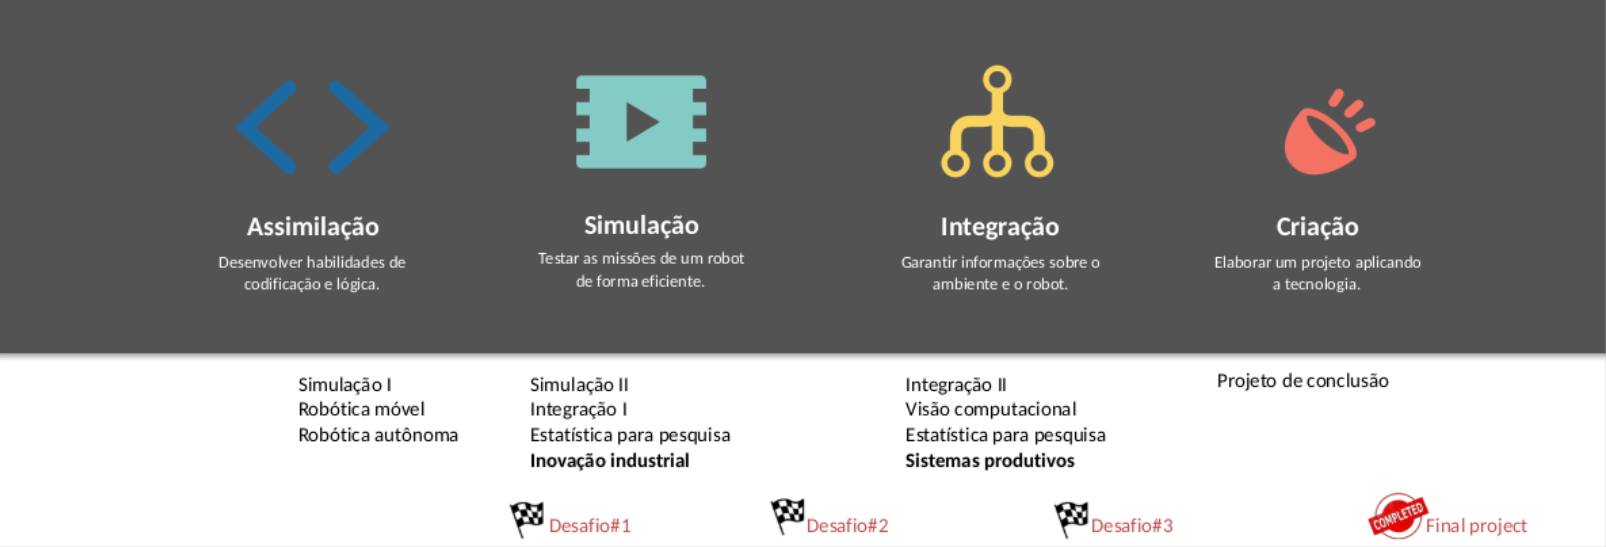 Assimilação
Desenvolver habilidades de
codificação e lógica.
Simulação
Testar as missões de um robot
de forma eficiente.
Integração
Garantir informações sobre o
ambiente e o robot.
Criação
Elaborar um projeto aplicando
a tecnologia.
Simulação I
Robótica móvel
Robótica autônoma
Simulação II
Integração I
Estatística para pesquisa
Inovação industrial
Integração II
Visão computacional
Estatística para pesquisa
Sistemas produtivos
Projeto de conclusão
Desafio#1
Desafio#2
Desafio#3
COMPLETED
Final project